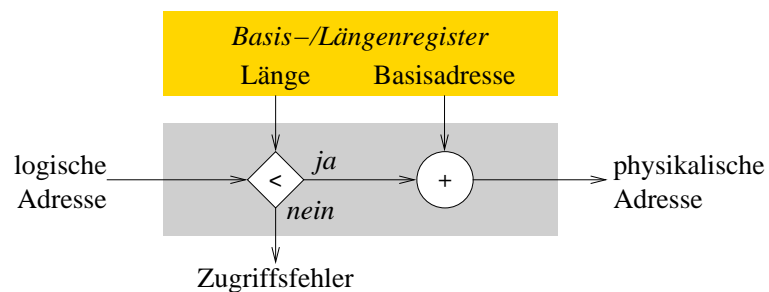 Basis-/Längenregister
Länge Basisadresse
logische
Adresse
<
ja
nein
+
physikalische
Adresse
Zugriffsfehler